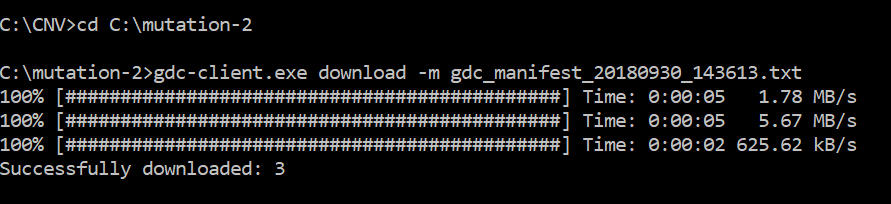 C:\CNV>cd C:\mutation-2
C:\mutation-2>gdc-client.exe download -m gdc_manifest_20180930_143613.txt
100% [#############################################] Time: 0:00:05   1.78 MB/s
100% [#############################################] Time: 0:00:05   5.67 MB/s
100% [#############################################] Time: 0:00:02 625.62 kB/s
Successfully downloaded: 3